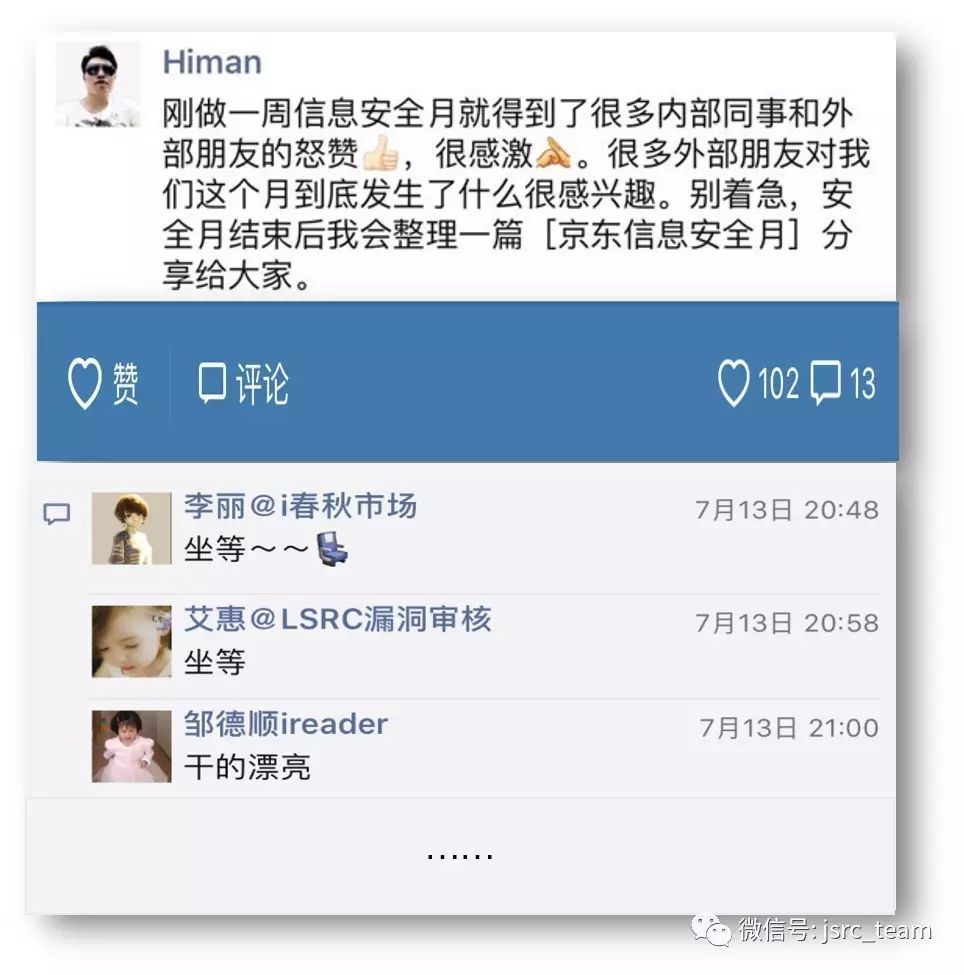 Himan
刚做一周信息安全月就得到了很多内部同事和外
部朋友的怒赞👍，很感激🙏。很多外部朋友对我
们这个月到底发生了什么很感兴趣。别着急，安
全月结束后我会整理一篇［京东信息安全月］分
享给大家。
赞 评论 102 13
李丽@i春秋市场 7月13日 20:48
坐等～～💺
艾惠@LSRC漏洞审核 7月13日 20:58
坐等
邹德顺ireader 7月13日 21:00
干的漂亮
……
微信号: jsrc_team